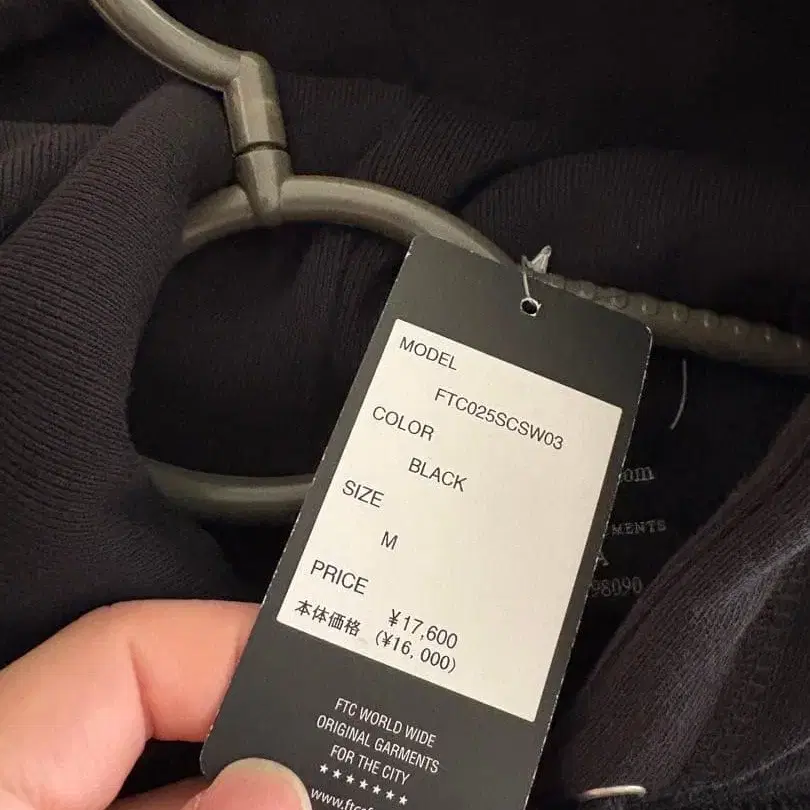 MODEL
FTC025SCSW03
COLOR
BLACK
SIZE
M
PRICE
¥17,600
本体価格 (¥16,000)
FTC WORLD WIDE
ORIGINAL GARMENTS
FOR THE CITY
★★★★★★★
98090